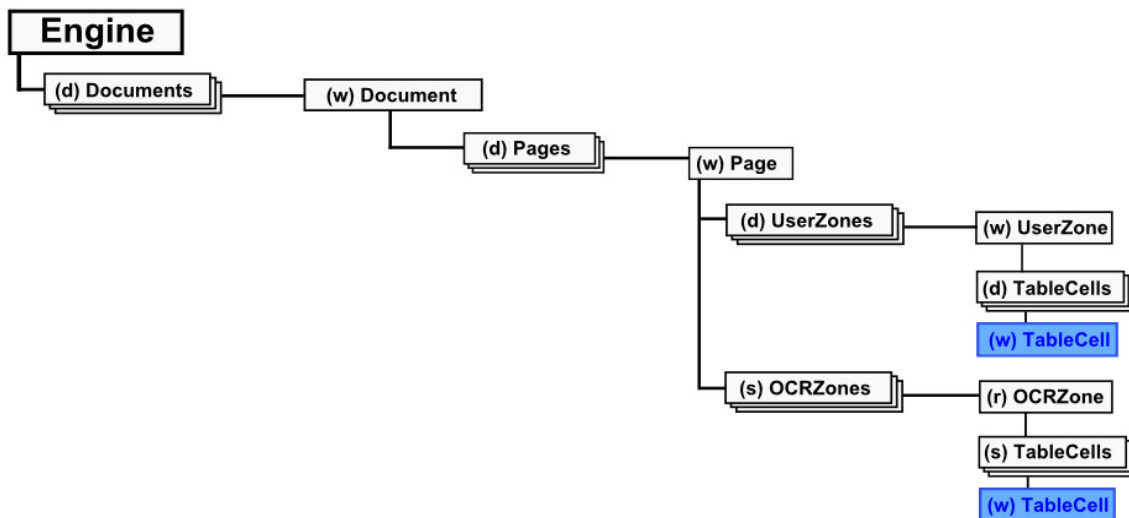 Engine
(d) Documents
(w) Document
(d) Pages
(w) Page
(d) UserZones
(w) UserZone
(d) TableCells
(w) TableCell
(s) OCRZones
(r) OCRZone
(s) TableCells
(w) TableCell